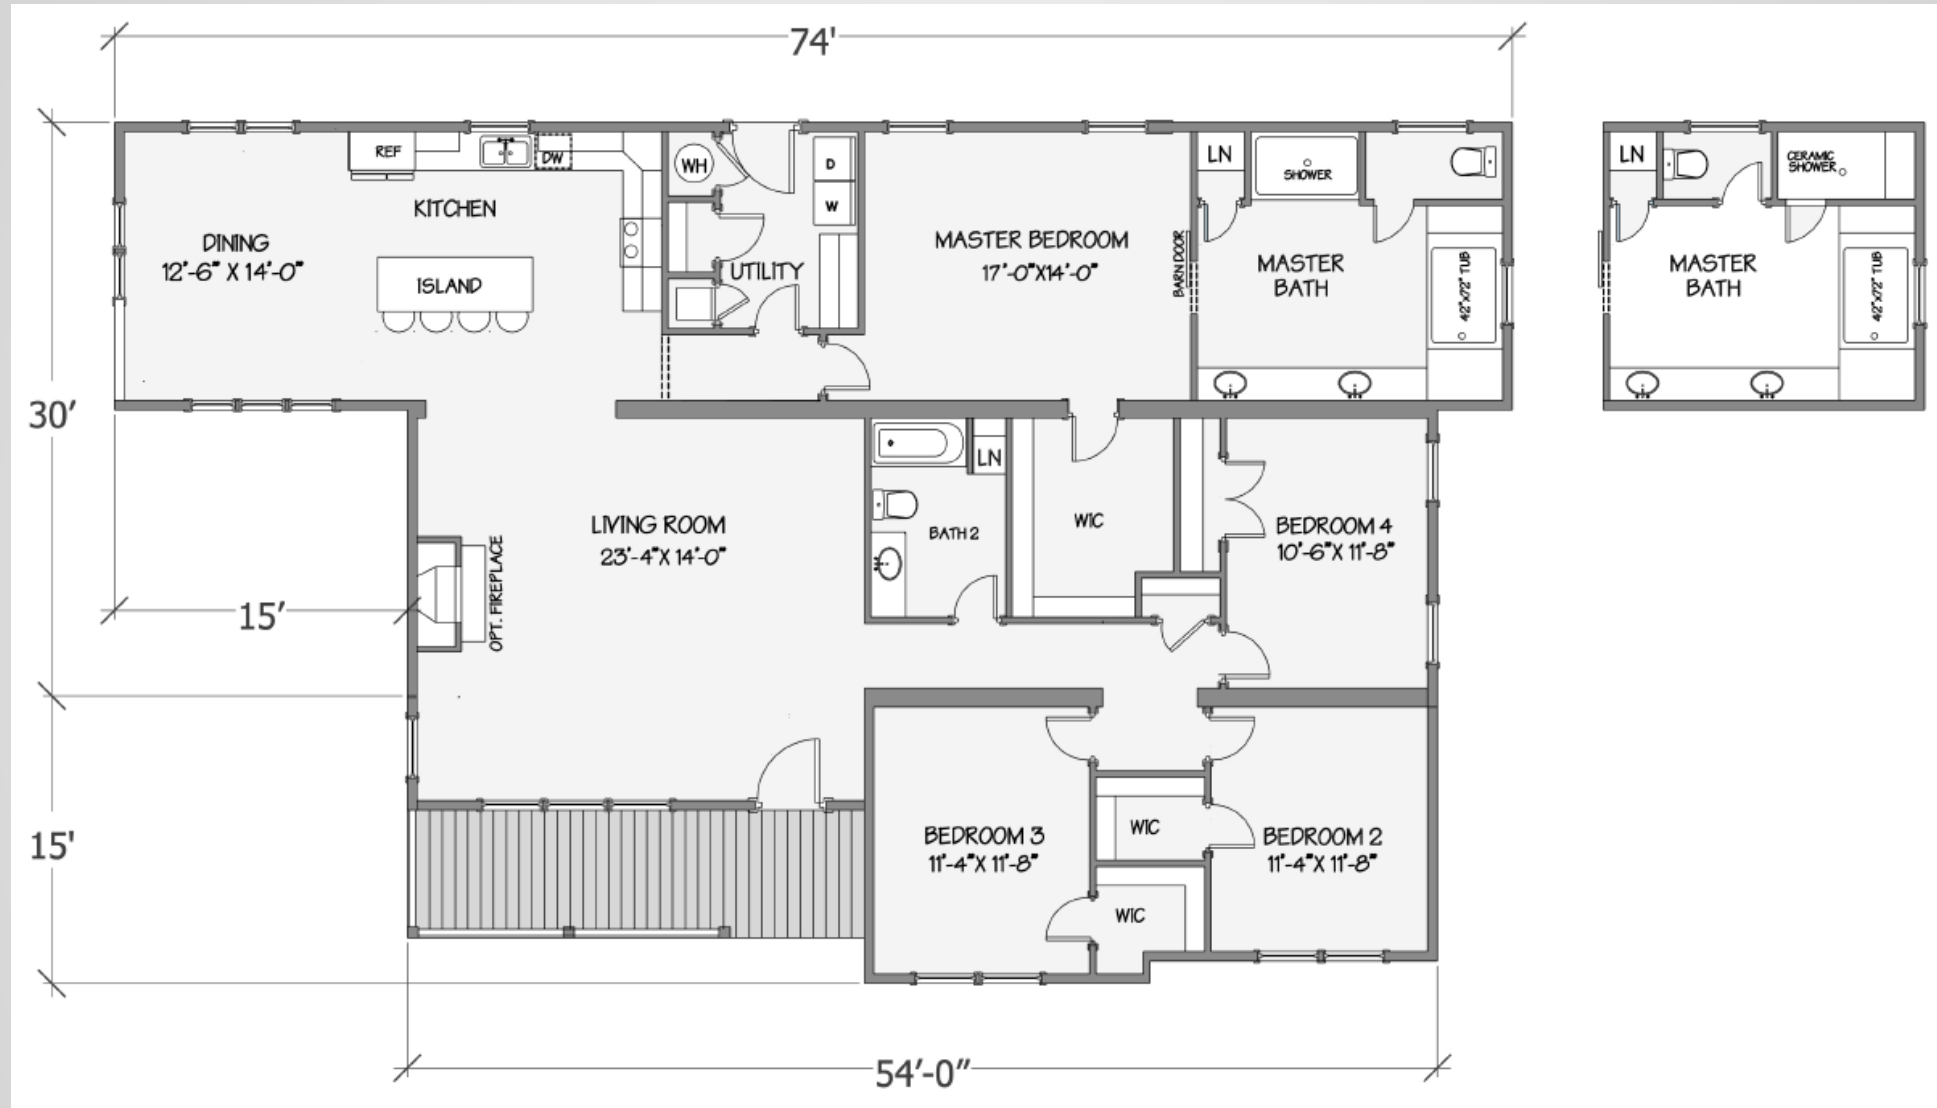 74'
30'
15'
15'
54'-0"
REF
DW
KITCHEN
DINING
12'-6" X 14'-0"
ISLAND
WH
D
W
UTILITY
MASTER BEDROOM
17'-0"X14'-0"
BARN DOOR
LN
SHOWER
MASTER
BATH
42"x72" TUB
LN
CERAMIC
SHOWER
MASTER
BATH
42"x72" TUB
LIVING ROOM
23'-4"X 14'-0"
OPT. FIREPLACE
LN
BATH 2
WIC
BEDROOM 4
10'-6"X 11'-8"
BEDROOM 3
11'-4"X 11'-8"
WIC
WIC
BEDROOM 2
11'-4"X 11'-8"